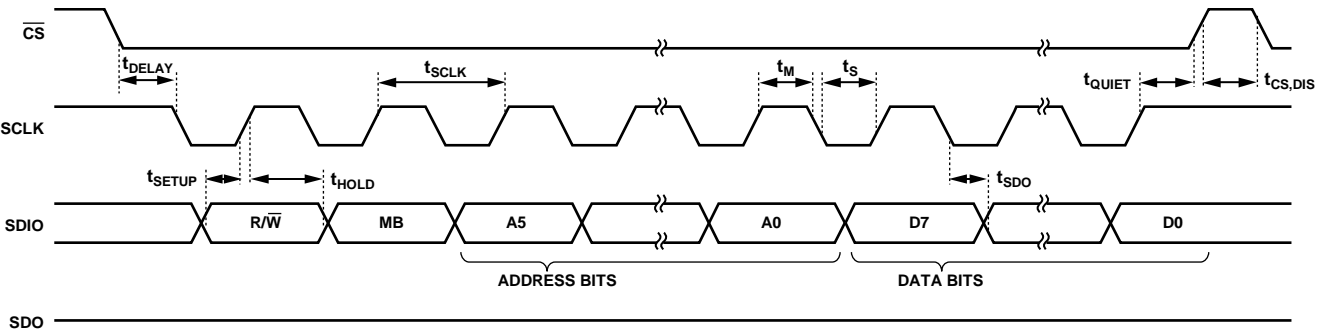 CS
tDELAY
tSCLK
tM
tS
tQUIET
tCS,DIS
SCLK
tSETUP
tHOLD
tSDO
SDIO
R/W
MB
A5
A0
D7
D0
ADDRESS BITS
DATA BITS
SDO